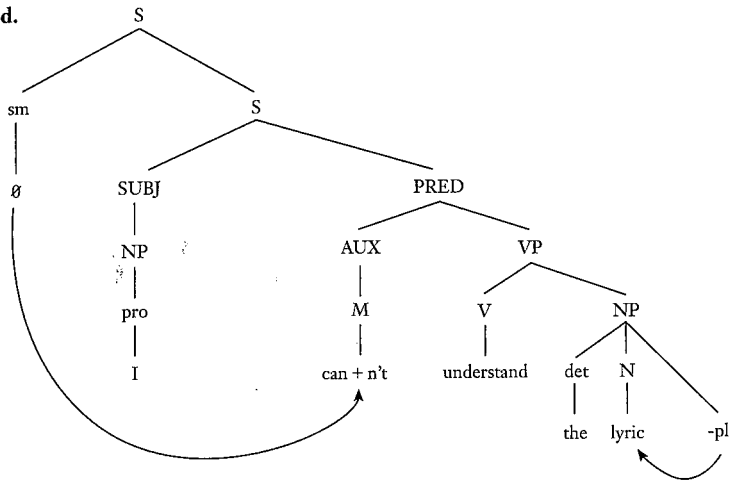 d. S
sm S
Ø SUBJ PRED
NP AUX VP
pro M V NP
I can + n't understand det N
the lyric -pl